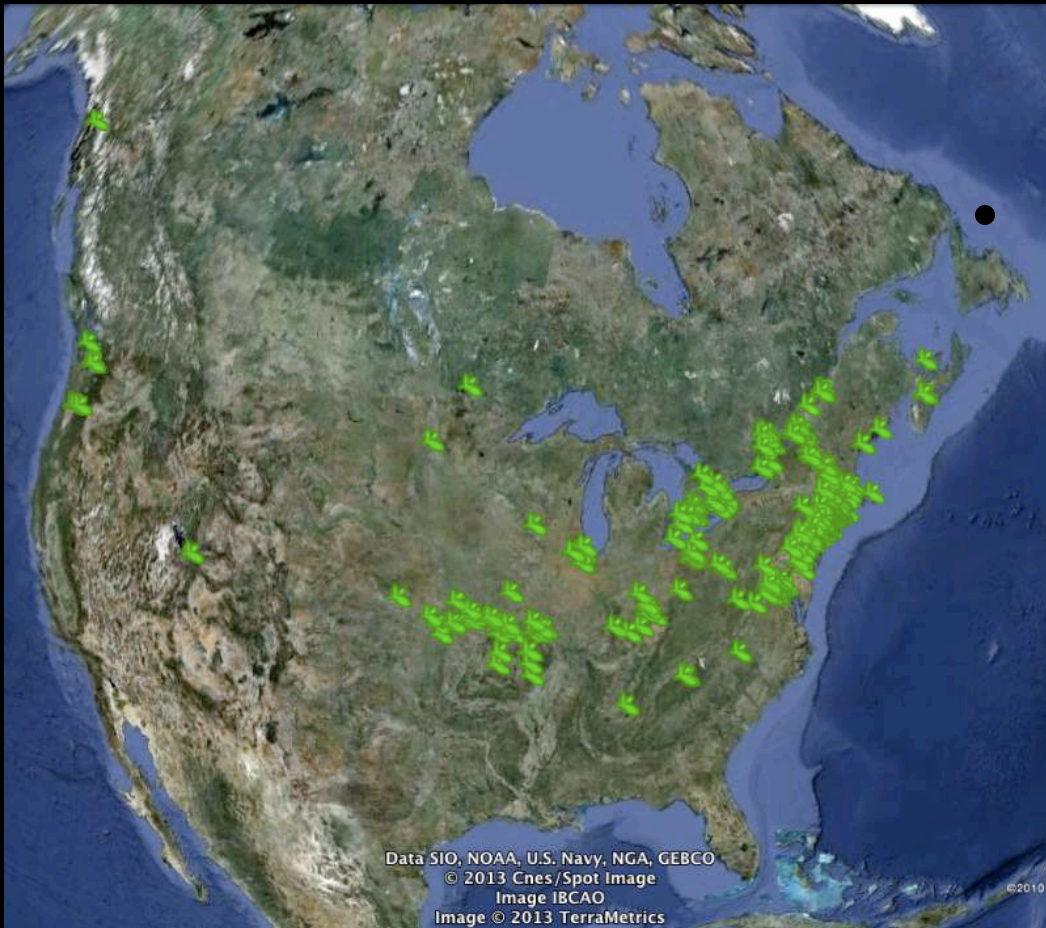 Data SIO, NOAA, U.S. Navy, NGA, GEBCO
© 2013 Cnes/Spot Image
Image IBCAO
Image © 2013 TerraMetrics
©2010